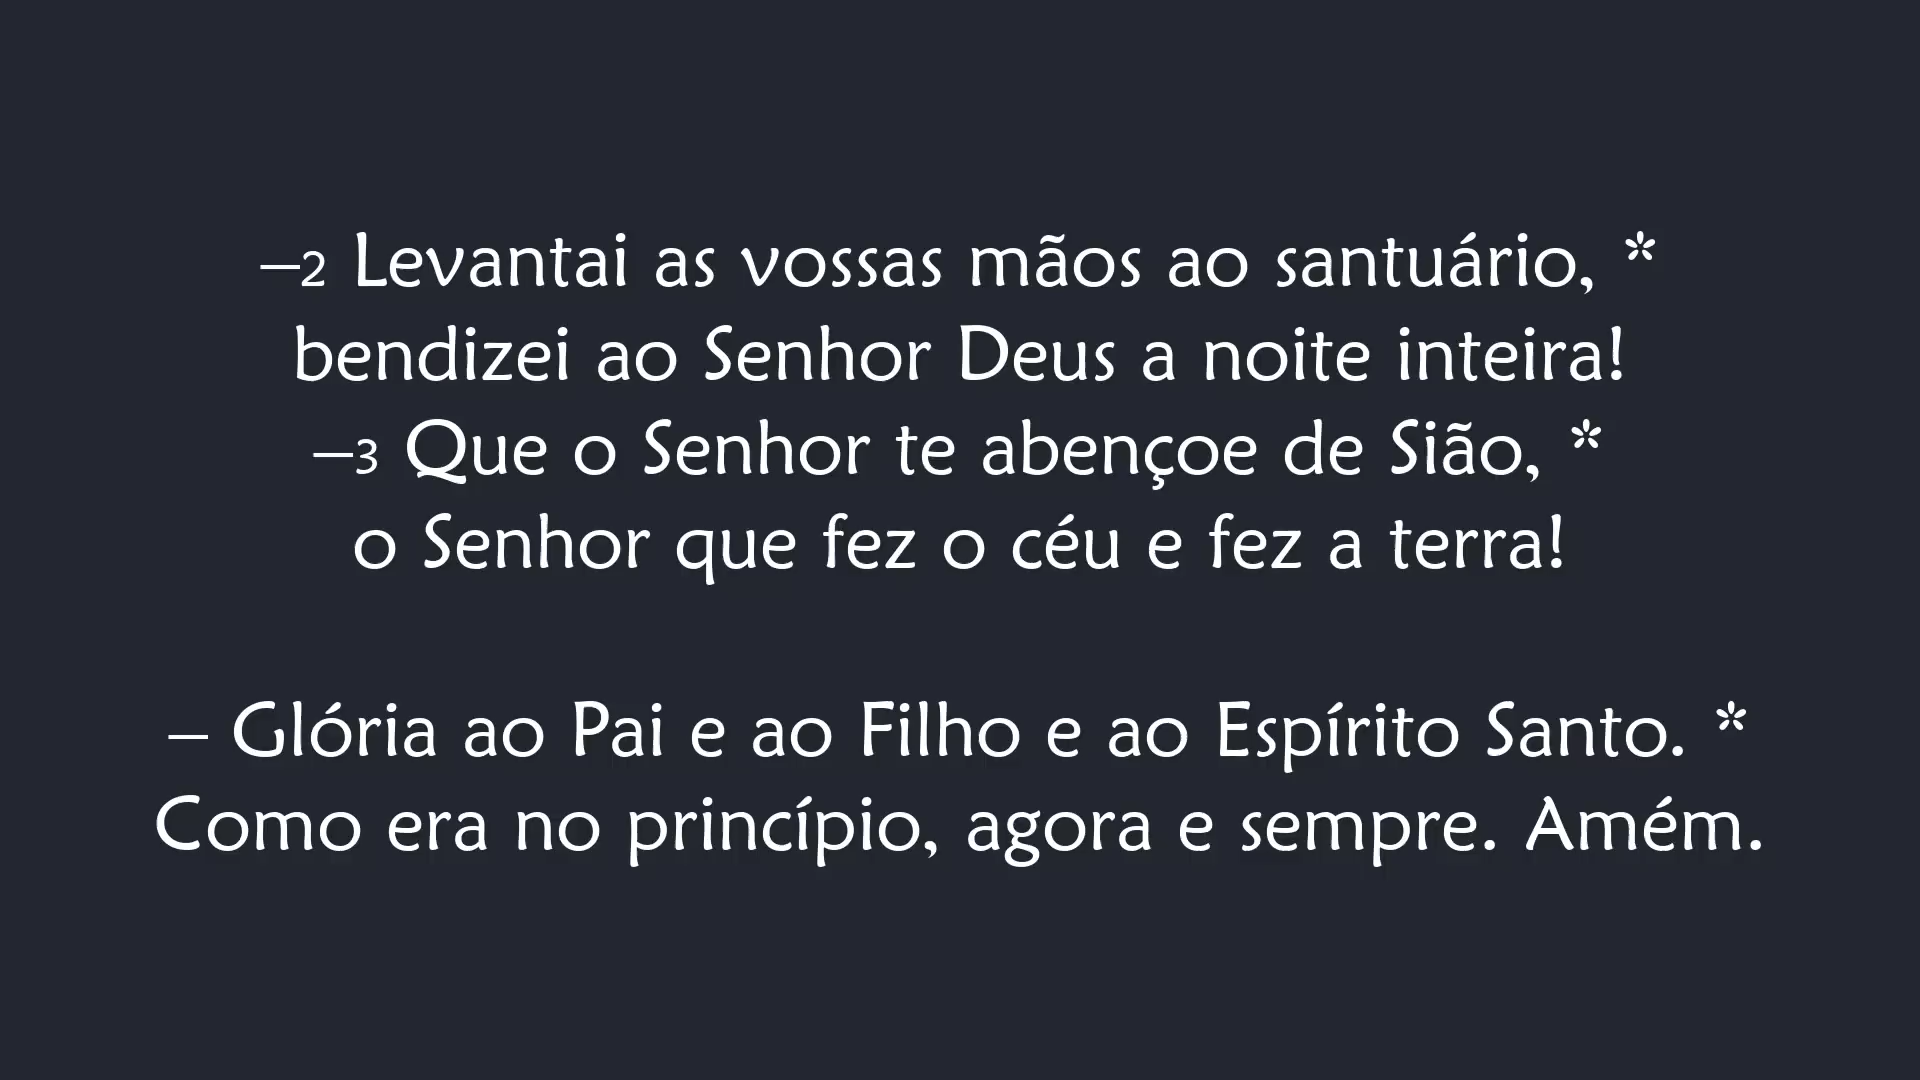 –2 Levantai as vossas mãos ao santuário, *
bendizei ao Senhor Deus a noite inteira!
–3 Que o Senhor te abençoe de Sião, *
o Senhor que fez o céu e fez a terra!
– Glória ao Pai e ao Filho e ao Espírito Santo. *
Como era no princípio, agora e sempre. Amém.